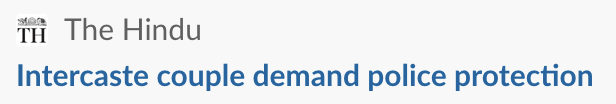 TH The Hindu
Intercaste couple demand police protection